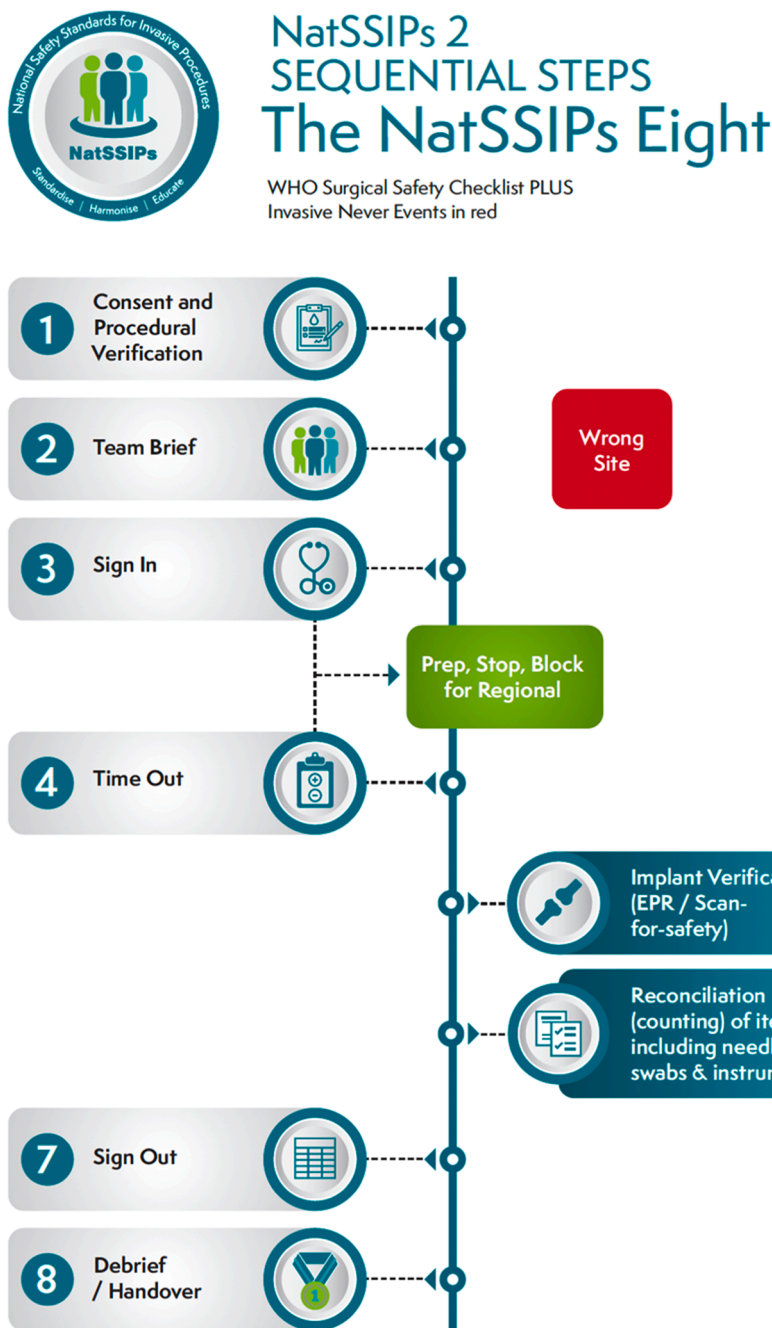 National Safety Standards for Invasive Procedures
NatSSIPs
Standardise | Harmonise | Educate
NatSSIPs 2
SEQUENTIAL STEPS
The NatSSIPs Eight
WHO Surgical Safety Checklist PLUS
Invasive Never Events in red
1
Consent and
Procedural
Verification
2
Team Brief
Wrong
Site
3
Sign In
Prep, Stop, Block
for Regional
4
Time Out
Implant
(EPR / Scan-
for-safety)
Reconciliation
(counting) of
including
swabs &
7
Sign Out
8
Debrief
/ Handover
1